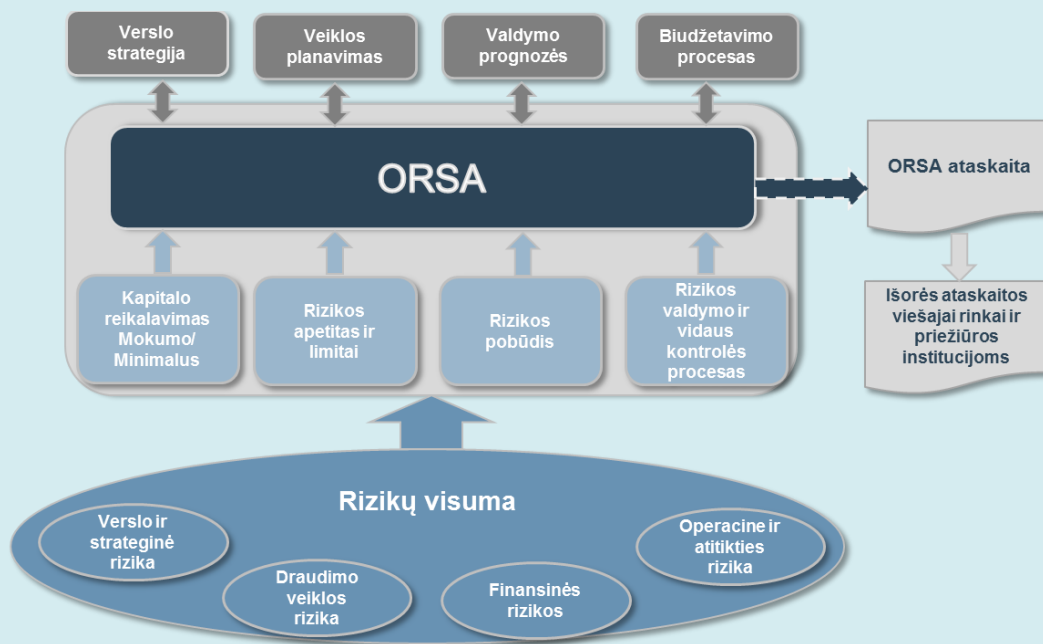 Verslo
strategija
Veiklos
planavimas
Valdymo
prognozės
Biudžetavimo
procesas
ORSA
ORSA ataskaita
Kapitalo
reikalavimas
Mokumo/
Minimalus
Rizikos
apetitas ir
limitai
Rizikos
pobūdis
Rizikos
valdymo ir
vidaus
kontrolės
procesas
Išorės ataskaitos
viešajai rinkai ir
priežiūros
institucijoms
Rizikų visuma
Verslo ir
strateginė
rizika
Draudimo
veiklos
rizika
Finansinės
rizikos
Operacine ir
atitikties
rizika